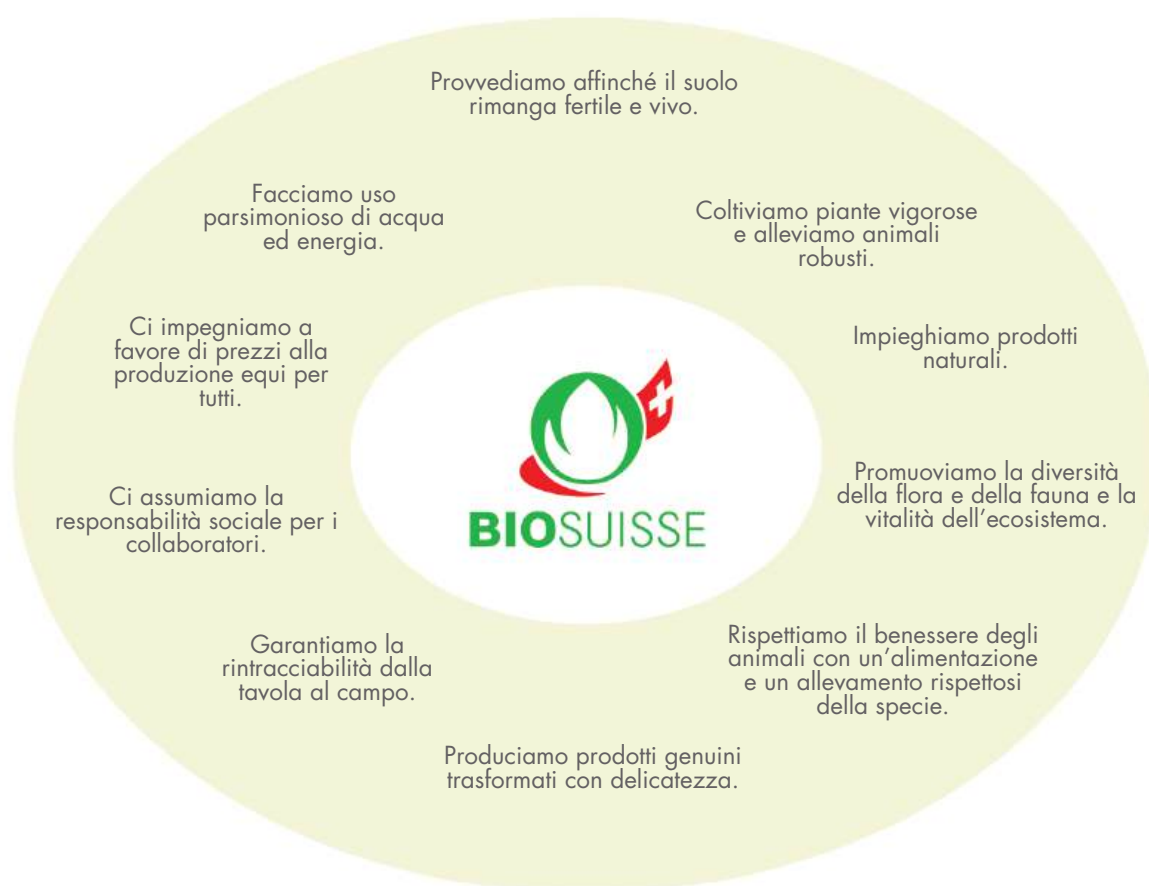 Provvediamo affinché il suolo
rimanga fertile e vivo.
Facciamo uso
parsimonioso di acqua
ed energia.
Coltiviamo piante vigorose
e alleviamo animali
robusti.
Ci impegniamo a
favore di prezzi alla
produzione equi per
tutti.
Impieghiamo prodotti
naturali.
BIOSUISSE
Ci assumiamo la
responsabilità sociale per i
collaboratori.
Promuoviamo la diversità
della flora e della fauna e la
vitalità dell'ecosistema.
Garantiamo la
rintracciabilità dalla
tavola al campo.
Rispettiamo il benessere degli
animali con un'alimentazione
e un allevamento rispettosi
della specie.
Produciamo prodotti genuini
trasformati con delicatezza.